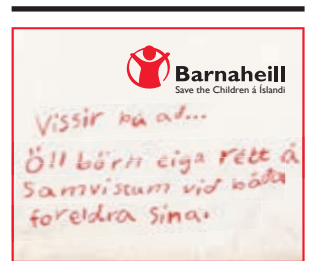 Barnaheill
Save the Children á Íslandi
Vissir þú að...
Öll börn eiga rétt á
Samvistum við báða
foreldra sína.